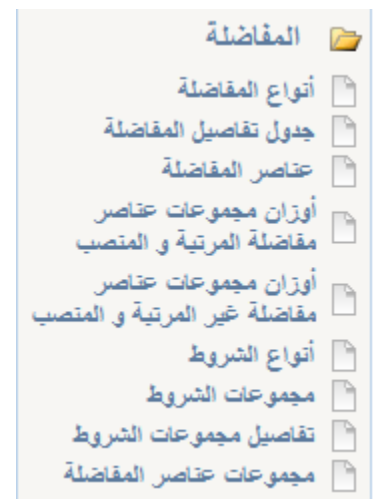 المفاضلة
أنواع المفاضلة
جدول تفاصيل المفاضلة
عناصر المفاضلة
أوزان مجموعات عناصر
مفاضلة المرتبة و المنصب
أوزان مجموعات عناصر
مفاضلة غير المرتبة و المنصب
أنواع الشروط
مجموعات الشروط
تفاصيل مجموعات الشروط
مجموعات عناصر المفاضلة